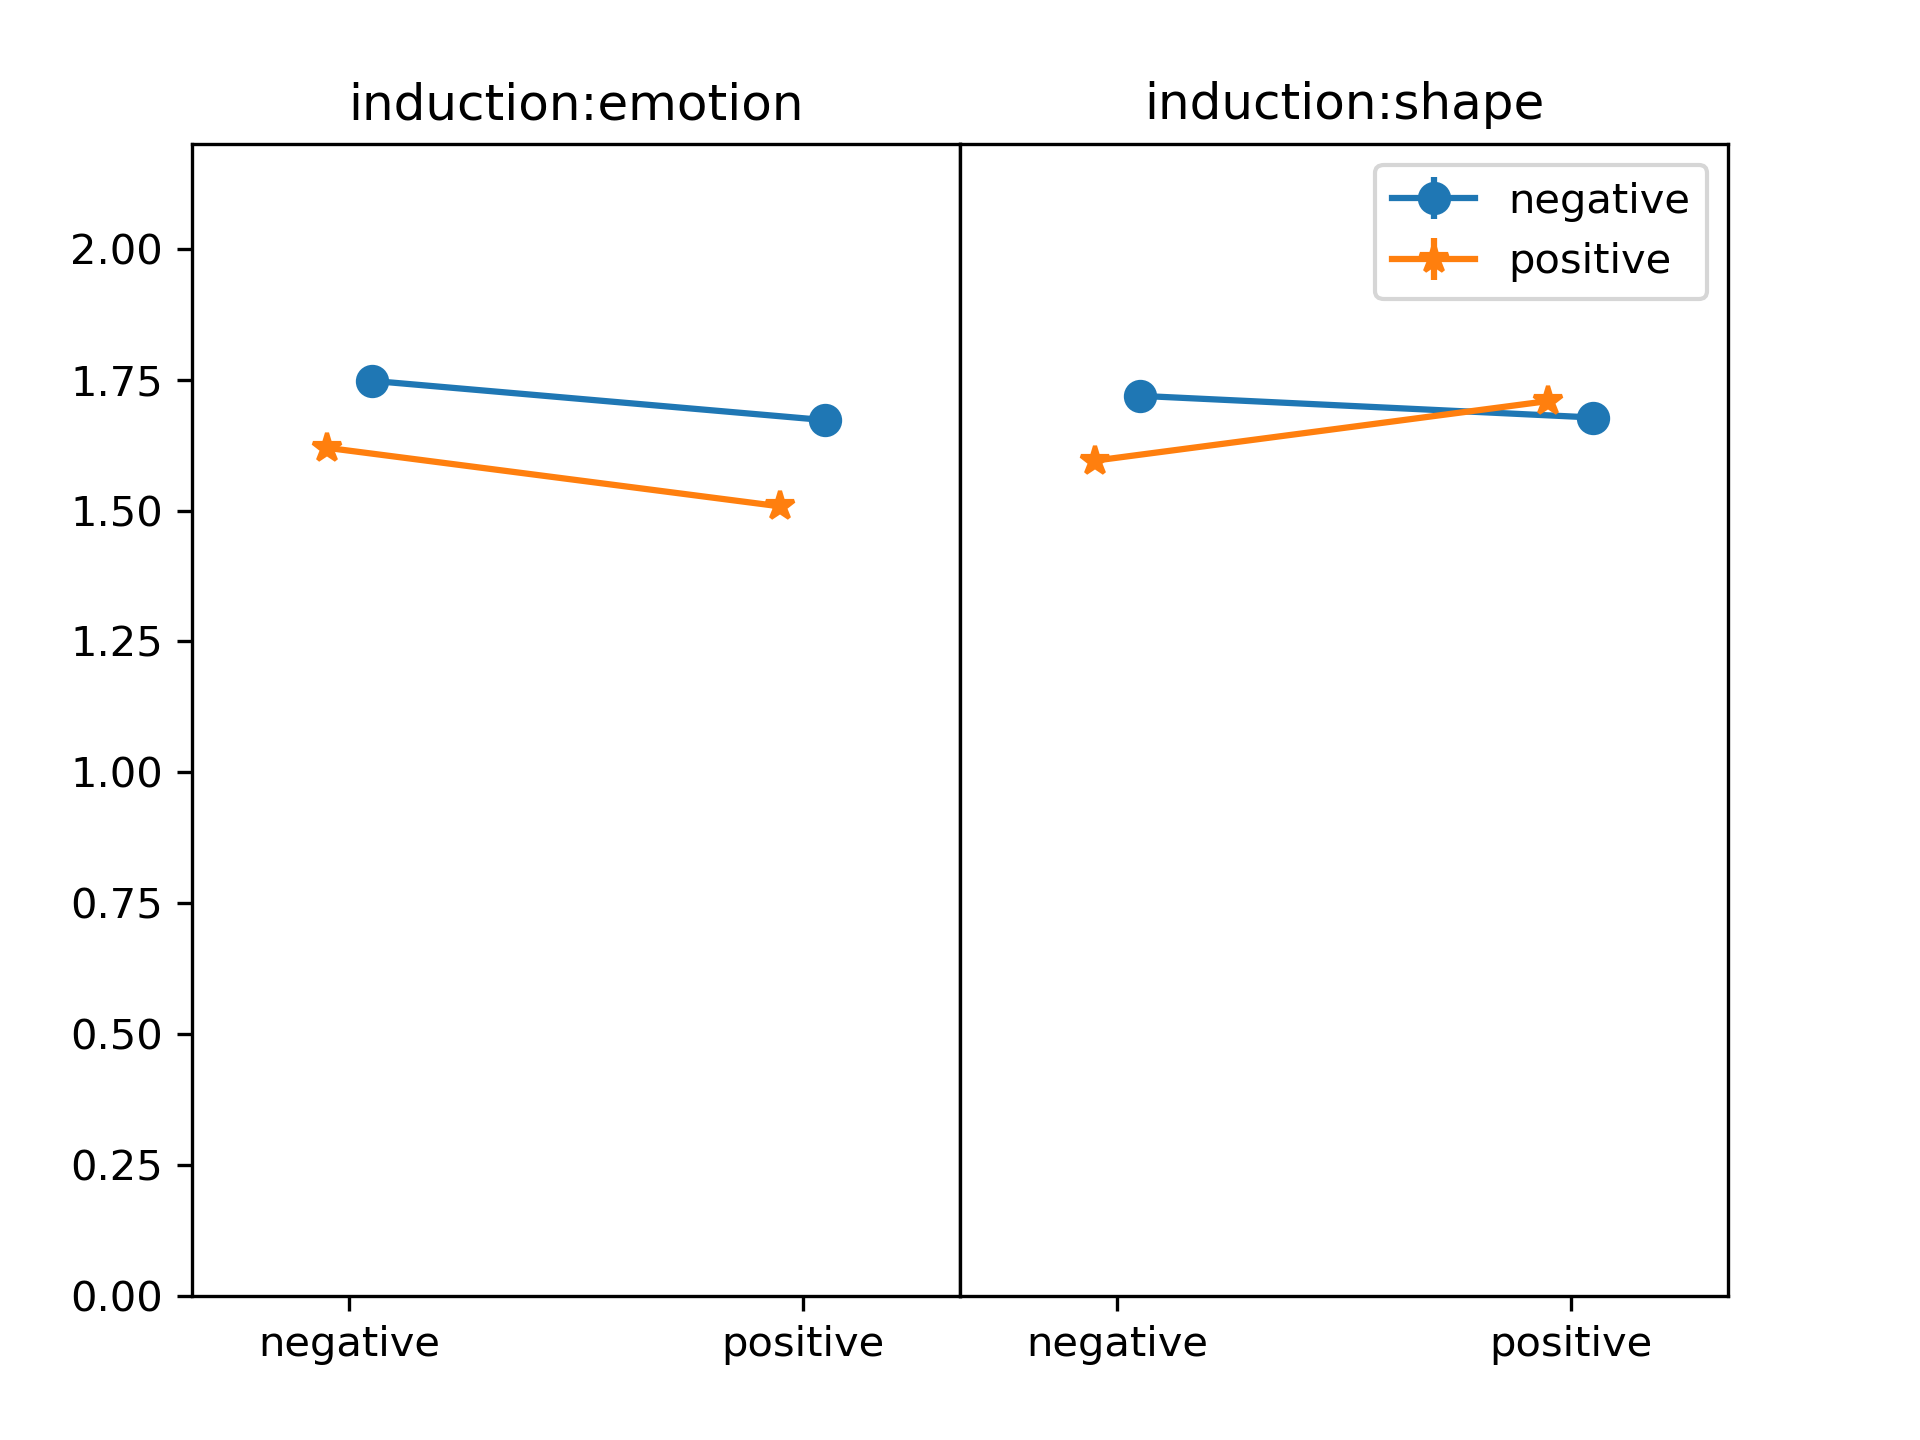 induction:emotion
induction:shape
negative
positive
2.00
1.75
1.50
1.25
1.00
0.75
0.50
0.25
0.00
negative
positive
negative
positive